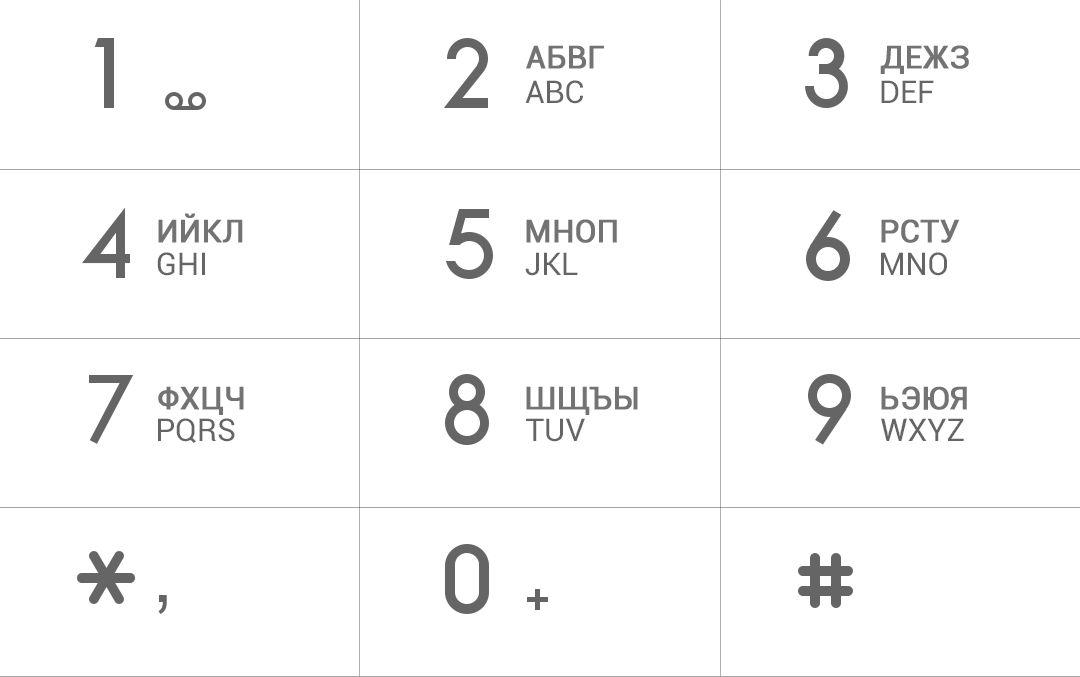 1
2 АБВГ
ABC
3 ДЕЖЗ
DEF
4 ИЙКЛ
GHI
5 МНОП
JKL
6 РСТУ
MNO
7 ФХЦЧ
PQRS
8 ШЩЪЫ
TUV
9 ЬЭЮЯ
WXYZ
* ,
0 +
#